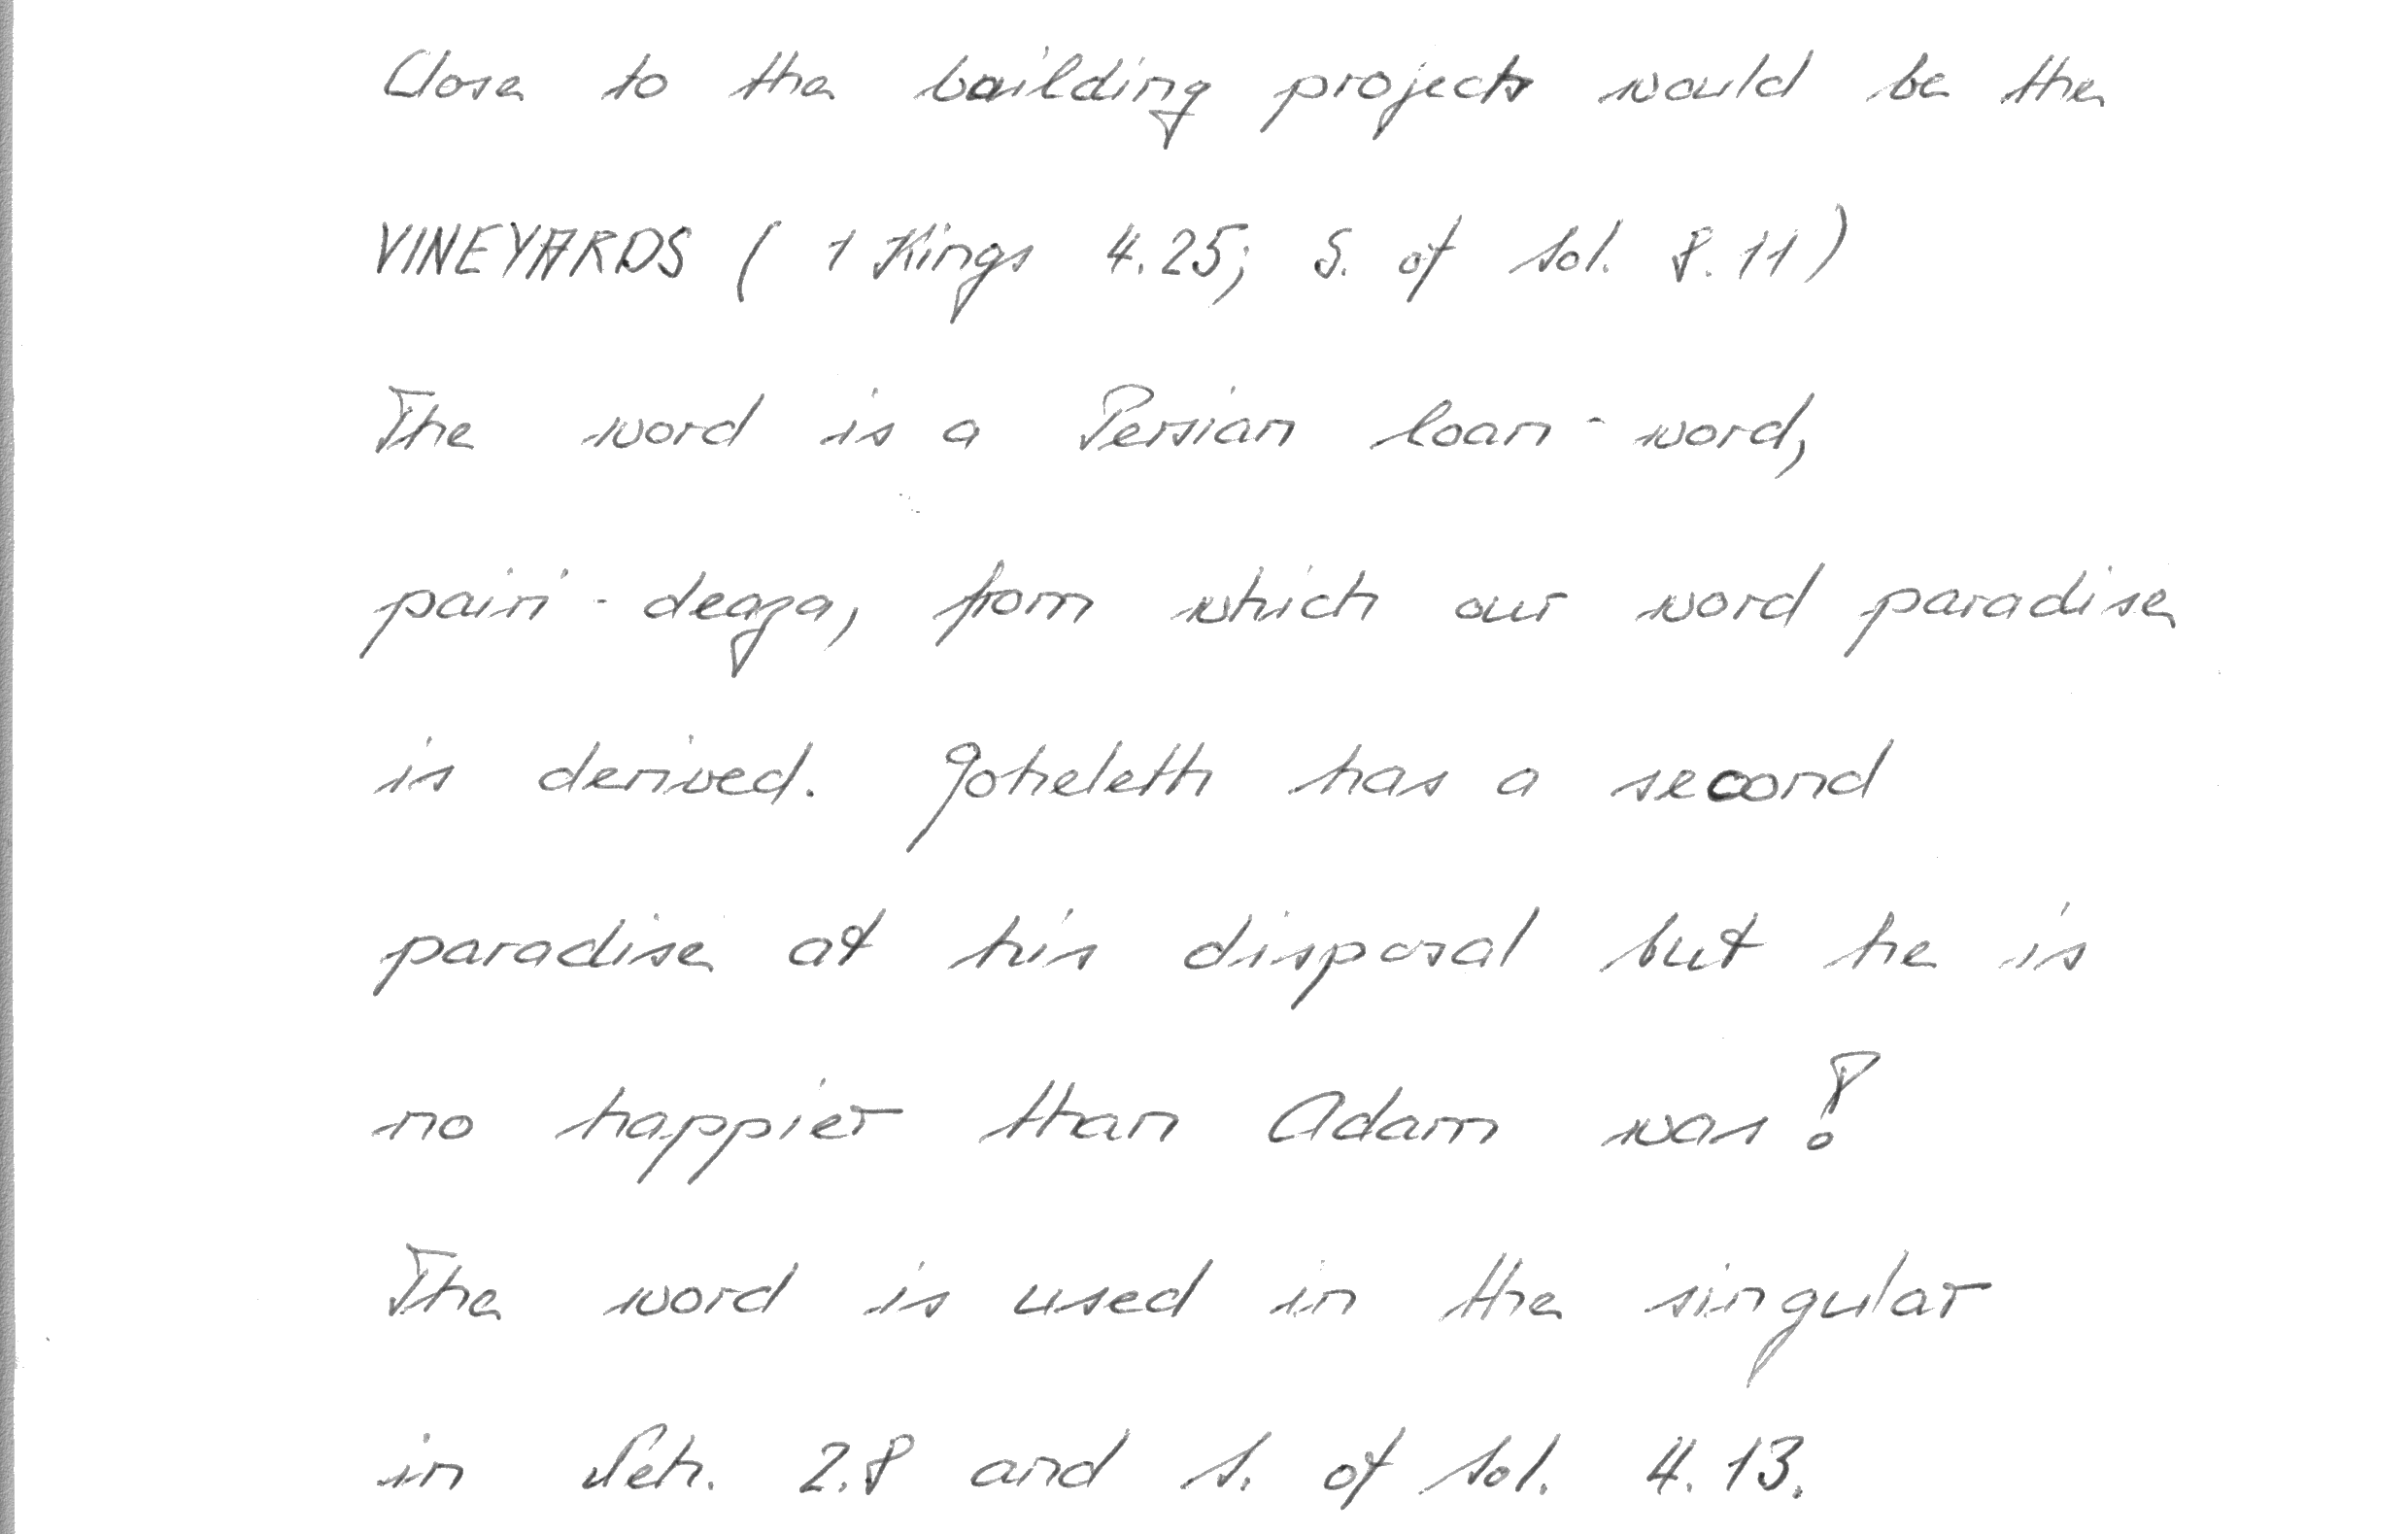 Close to the building projects would be the
VINEYARDS ( 1 Kings 4.25; S. of Sol. 8.11)
The word is a Persian loan-word,
pairi-deaza, from which our word paradise
is derived. Qoheleth has a second
paradise at his disposal but he is
no happier than Adam was!
The word is used in the singular
in Neh. 2.8 and S. of Sol. 4.13.